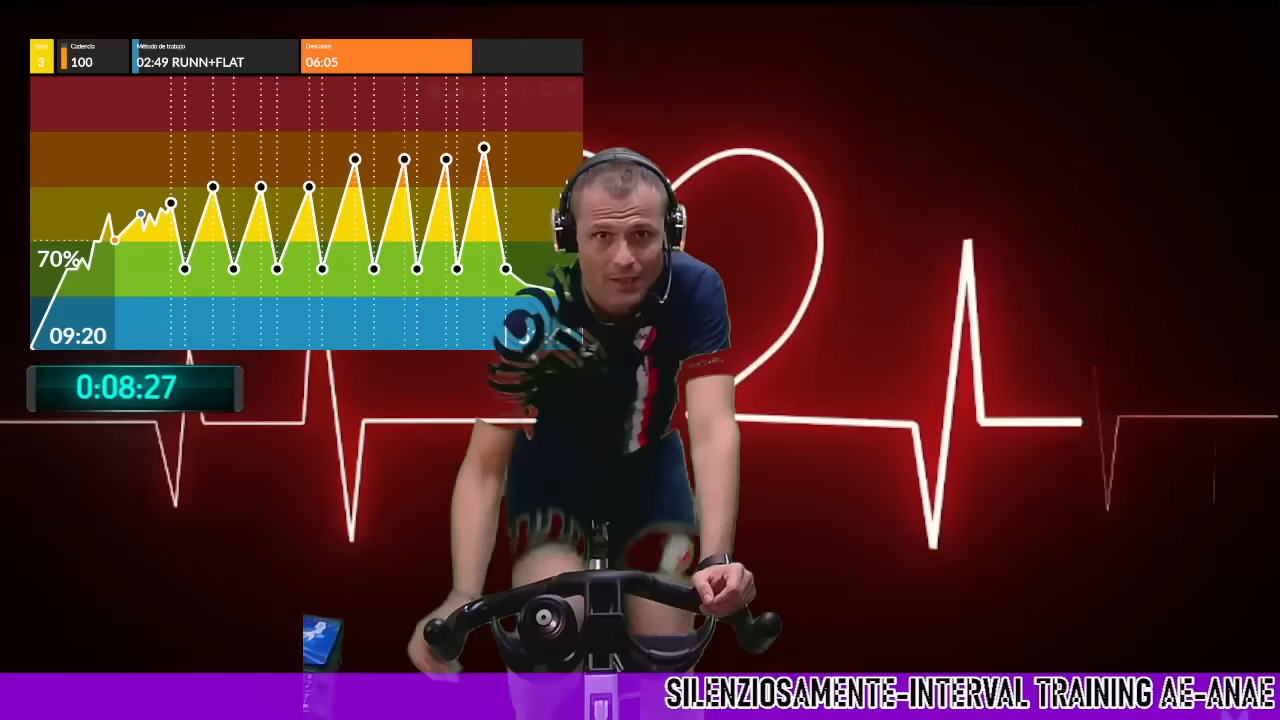 Cadencia
Método de trabajo
Descanso
3
100
02:49 RUNN+FLAT
06:05
70%
09:20
0:08:27
SILENZIOSAMENTE-INTERVAL TRAINING AE-ANAE